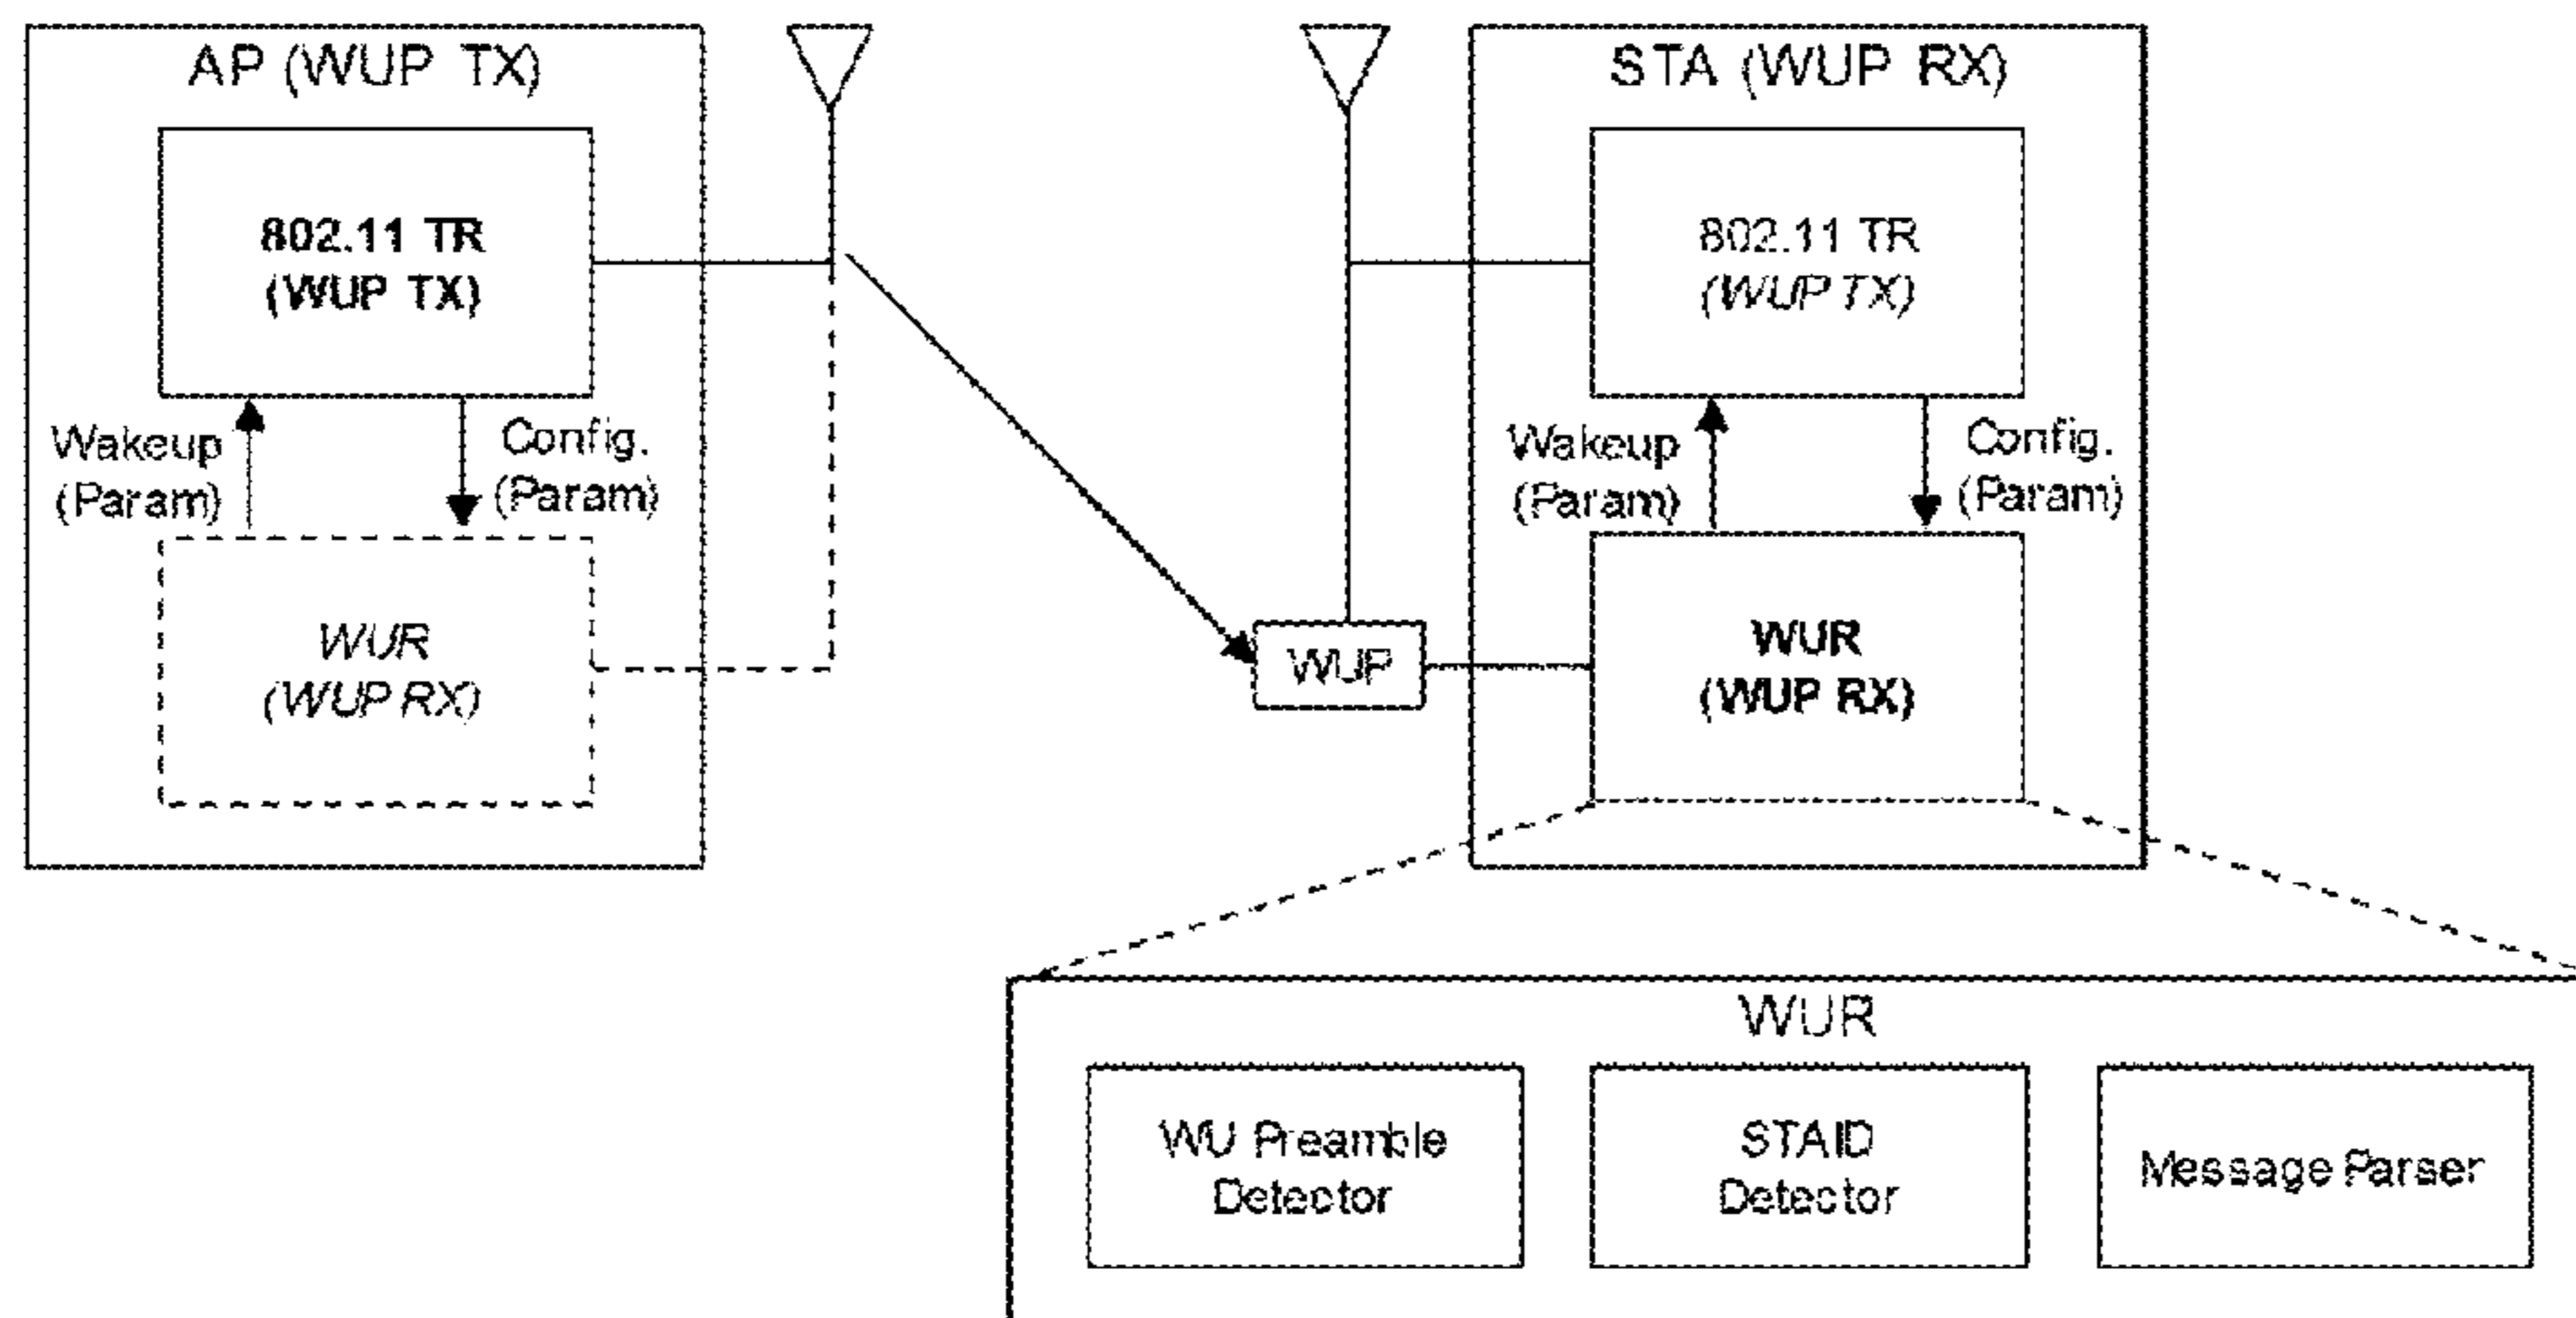 AP (WUP TX)
802.11 TR
(WUP TX)
Wakeup
(Param)
Config.
(Param)
WUR
(WUP RX)
WUP
STA (WUP RX)
802.11 TR
(WUP TX)
Wakeup
(Param)
Config.
(Param)
WUR
(WUP RX)
WUR
WU Preamble
Detector
STAID
Detector
Message Parser